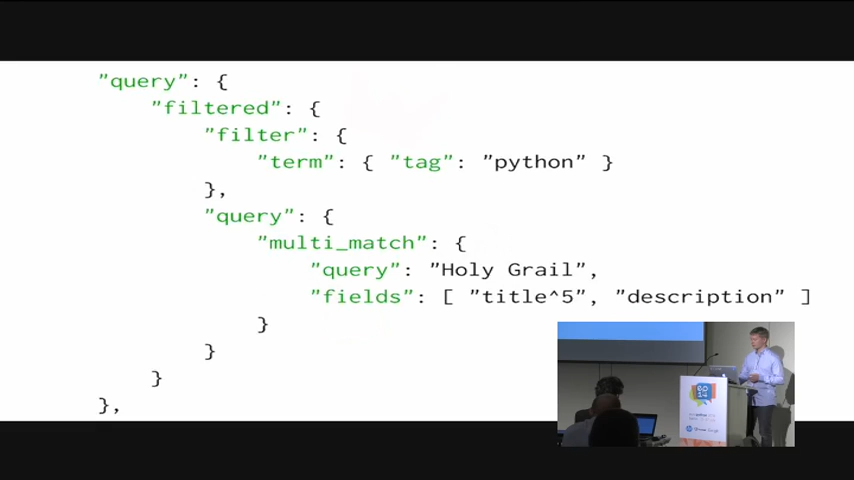 "query": {
"filtered": {
"filter": {
"term": { "tag": "python" }
},
"query": {
"multi_match": {
"query": "Holy Grail",
"fields": [ "title^5", "description" ]
}
}
}
},